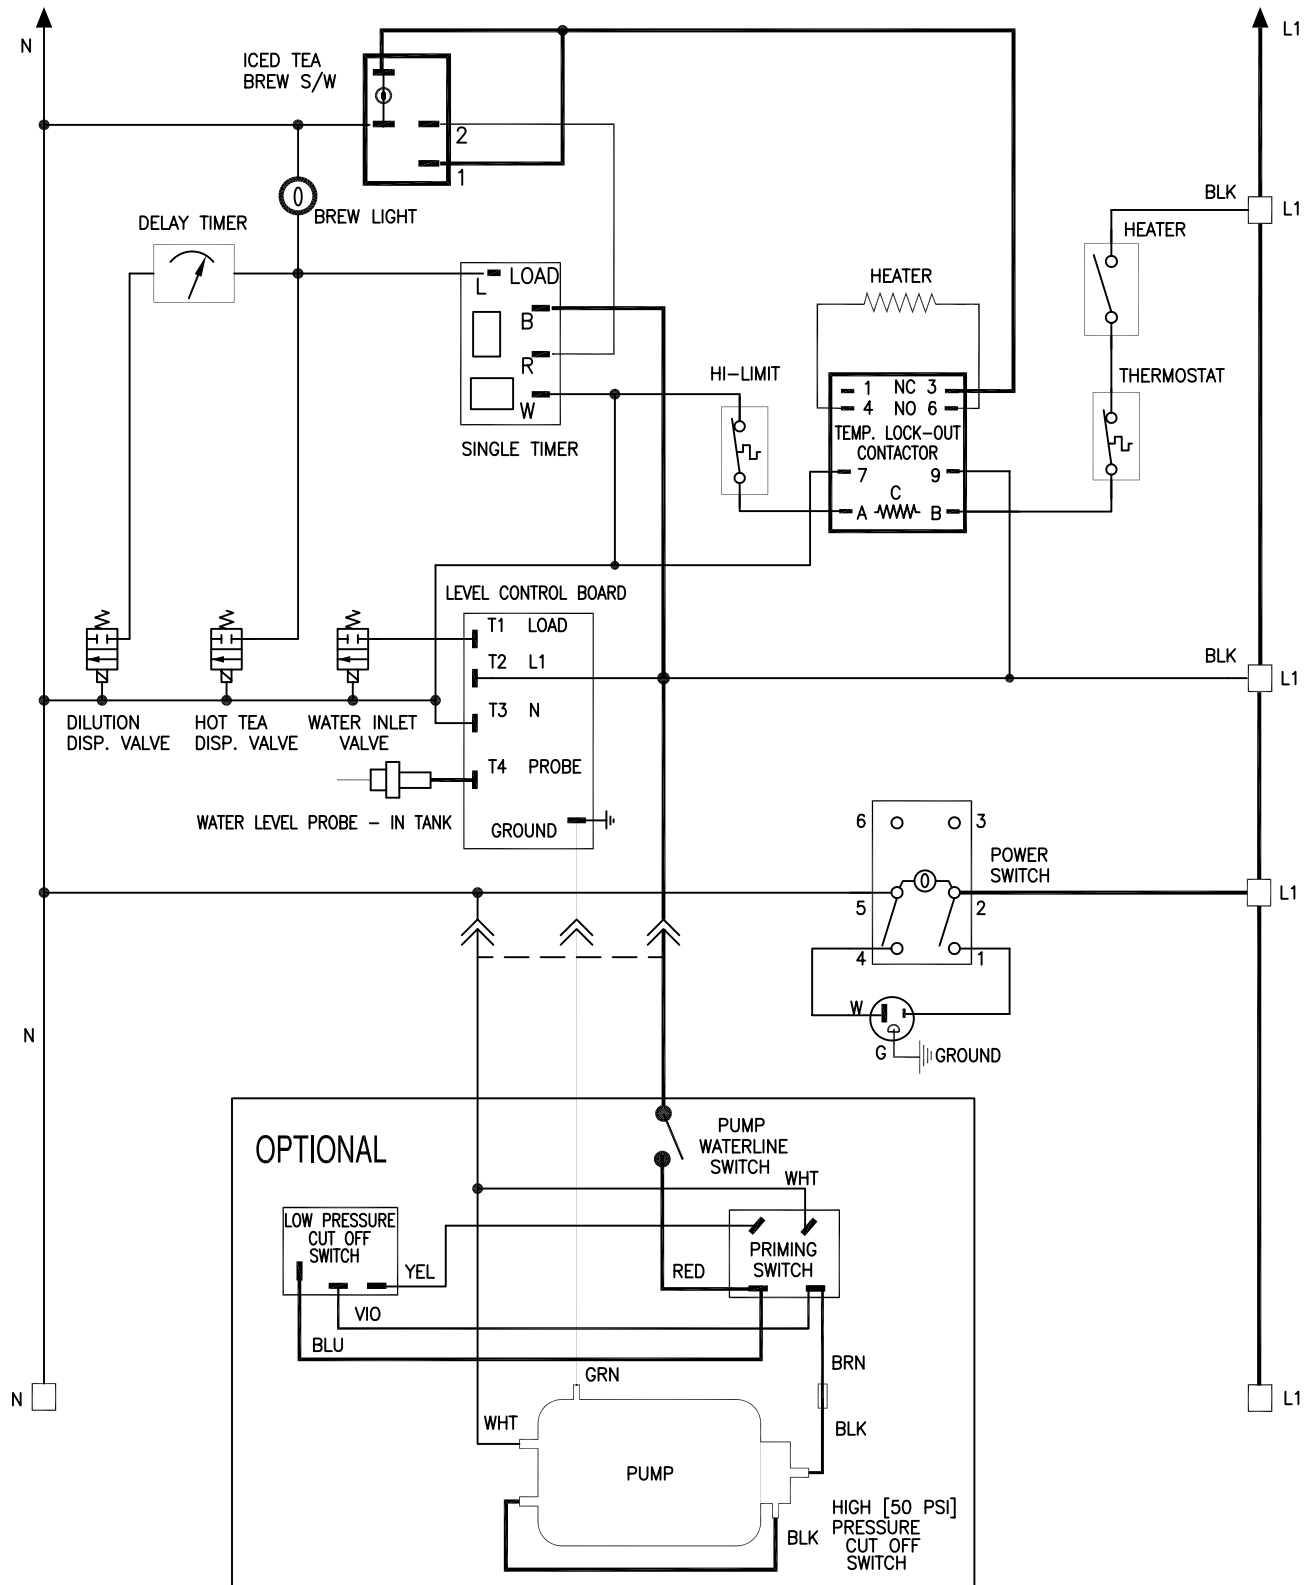 N
L1
ICED TEA
BREW S/W
2
1
BLK
L1
BREW LIGHT
DELAY TIMER
HEATER
L LOAD
HEATER
B
R
HI-LIMIT
THERMOSTAT
1 NC 3
4 NO 6
W
TEMP. LOCK-OUT
CONTACTOR
SINGLE TIMER
7 9
C
A B
LEVEL CONTROL BOARD
T1 LOAD
T2 L1
BLK
L1
T3 N
DILUTION
DISP. VALVE
HOT TEA
DISP. VALVE
WATER INLET
VALVE
T4 PROBE
WATER LEVEL PROBE - IN TANK
GROUND
6 3
POWER
SWITCH
L1
5 2
4 1
W
N
G
GROUND
OPTIONAL
PUMP
WATERLINE
SWITCH
WHT
LOW PRESSURE
CUT OFF
SWITCH
PRIMING
SWITCH
YEL
RED
VIO
BLU
BRN
GRN
N
L1
WHT
BLK
PUMP
HIGH [50 PSI]
PRESSURE
CUT OFF
SWITCH
BLK